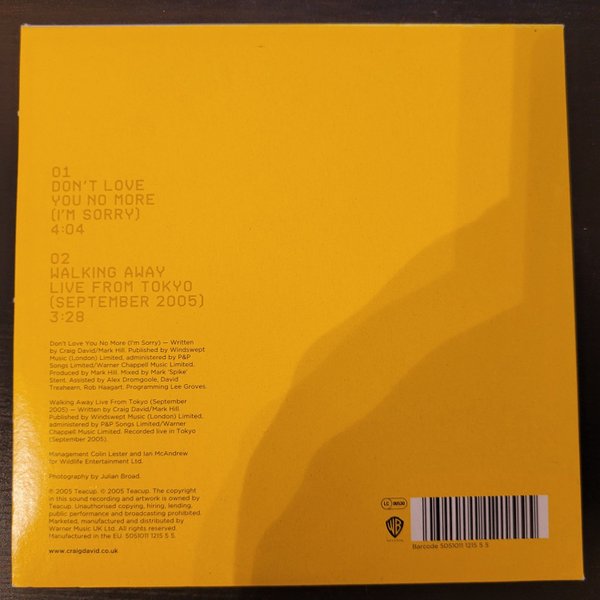 01
DON'T LOVE
YOU NO MORE
(I'M SORRY)
4:04
02
WALKING AWAY
LIVE FROM TOKYO
(SEPTEMBER 2005)
3:28
Don't Love You No More (I'm Sorry) — Written
by Craig David/Mark Hill. Published by Windswept
Music (London) Limited, administered by P&P
Songs Limited/Warner Chappell Music Limited.
Produced by Mark Hill. Mixed by Mark 'Spike'
Stent. Assisted by Alex Dromgoole, David
Treahearn, Rob Haagart. Programming Lee Groves.
Walking Away Live From Tokyo (September
2005) — Written by Craig David/Mark Hill.
Published by Windswept Music (London) Limited,
administered by P&P Songs Limited/Warner
Chappell Music Limited. Recorded live in Tokyo
(September 2005).
Management Colin Lester and Ian McAndrew
for Wildlife Entertainment Ltd.
Photography by Julian Broad.
℗ 2005 Teacup. © 2005 Teacup. The copyright
in this sound recording and artwork is owned by
Teacup. Unauthorised copying, hiring, lending,
public performance and broadcasting prohibited.
Marketed, manufactured and distributed by
Warner Music UK Ltd. All rights reserved.
Manufactured in the EU. 5051011 1215 5 5.
www.craigdavid.co.uk
LC
WB
Barcode 5051011 1215 5 5